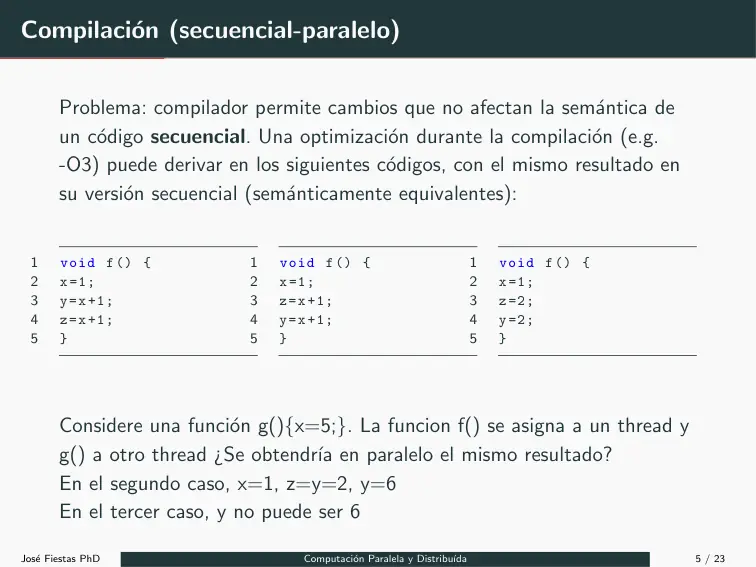 Compilación (secuencial-paralelo)
Problema: compilador permite cambios que no afectan la semántica de
un código secuencial. Una optimización durante la compilación (e.g.
-O3) puede derivar en los siguientes códigos, con el mismo resultado en
su versión secuencial (semánticamente equivalentes):
1 void f() {
2 x=1;
3 y=x+1;
4 z=x+1;
5 }
1 void f() {
2 x=1;
3 z=x+1;
4 y=x+1;
5 }
1 void f() {
2 x=1;
3 z=2;
4 y=2;
5 }
Considere una función g(){x=5;}. La funcion f() se asigna a un thread y
g() a otro thread ¿Se obtendría en paralelo el mismo resultado?
En el segundo caso, x=1, z=y=2, y=6
En el tercer caso, y no puede ser 6
José Fiestas PhD
Computación Paralela y Distribuída
5 / 23